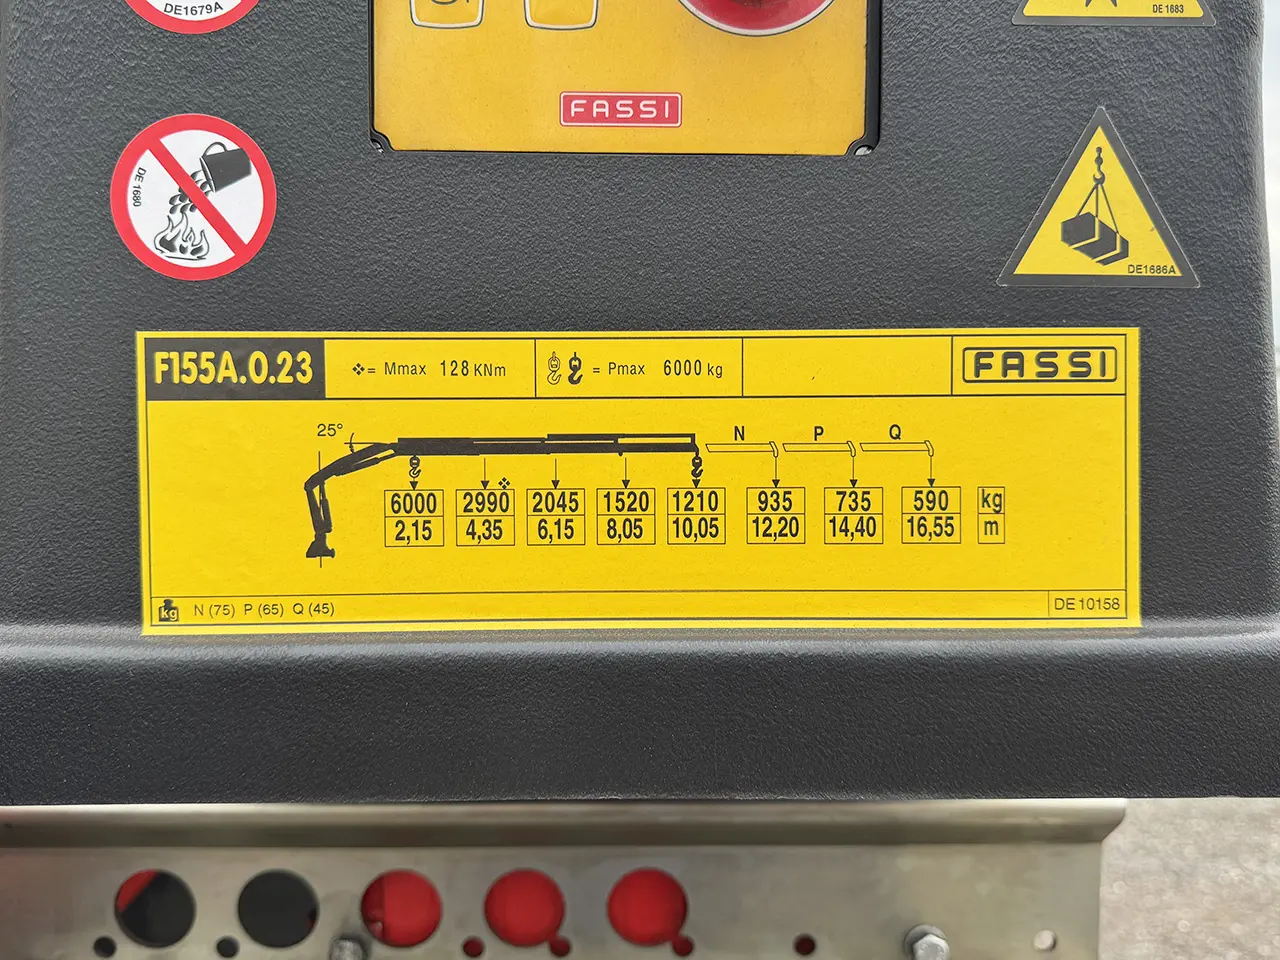 DE1679A
DE 1683
FASSI
DE 1680
DE1686A
F155A.0.23
= Mmax 128 KNm
= Pmax 6000 kg
FASSI
25°
N P Q
6000 2990 2045 1520 1210 935 735 590 kg
2,15 4,35 6,15 8,05 10,05 12,20 14,40 16,55 m
kg N (75) P (65) Q (45)
DE10158